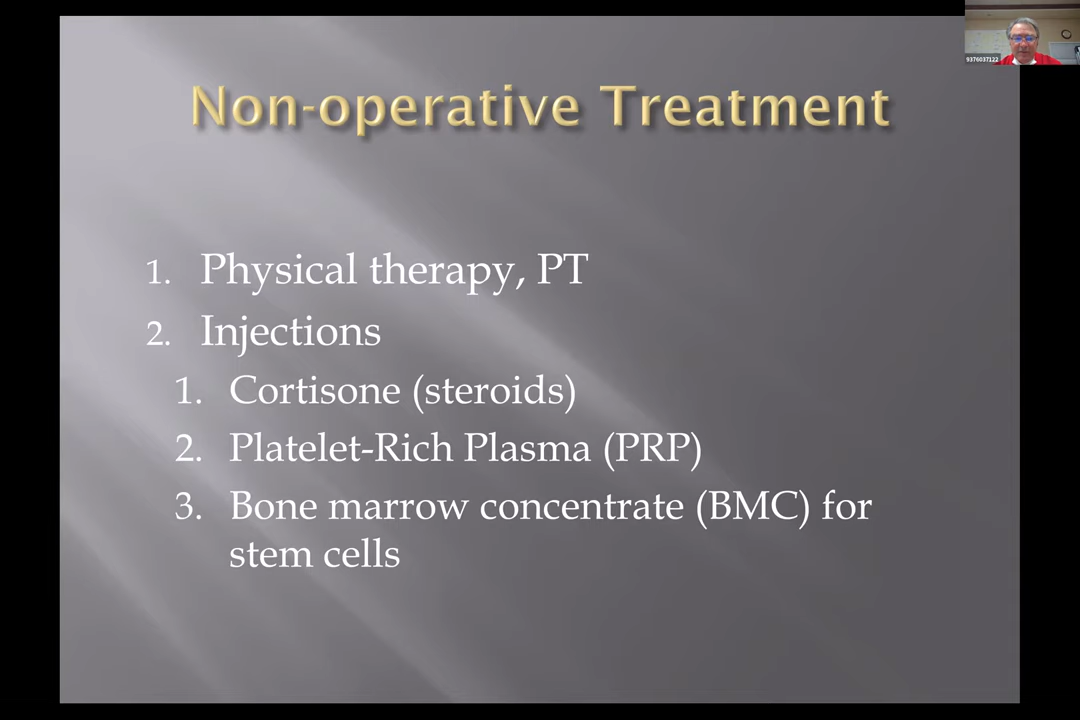 9376037122
Non-operative Treatment
1. Physical therapy, PT
2. Injections
1. Cortisone (steroids)
2. Platelet-Rich Plasma (PRP)
3. Bone marrow concentrate (BMC) for
stem cells